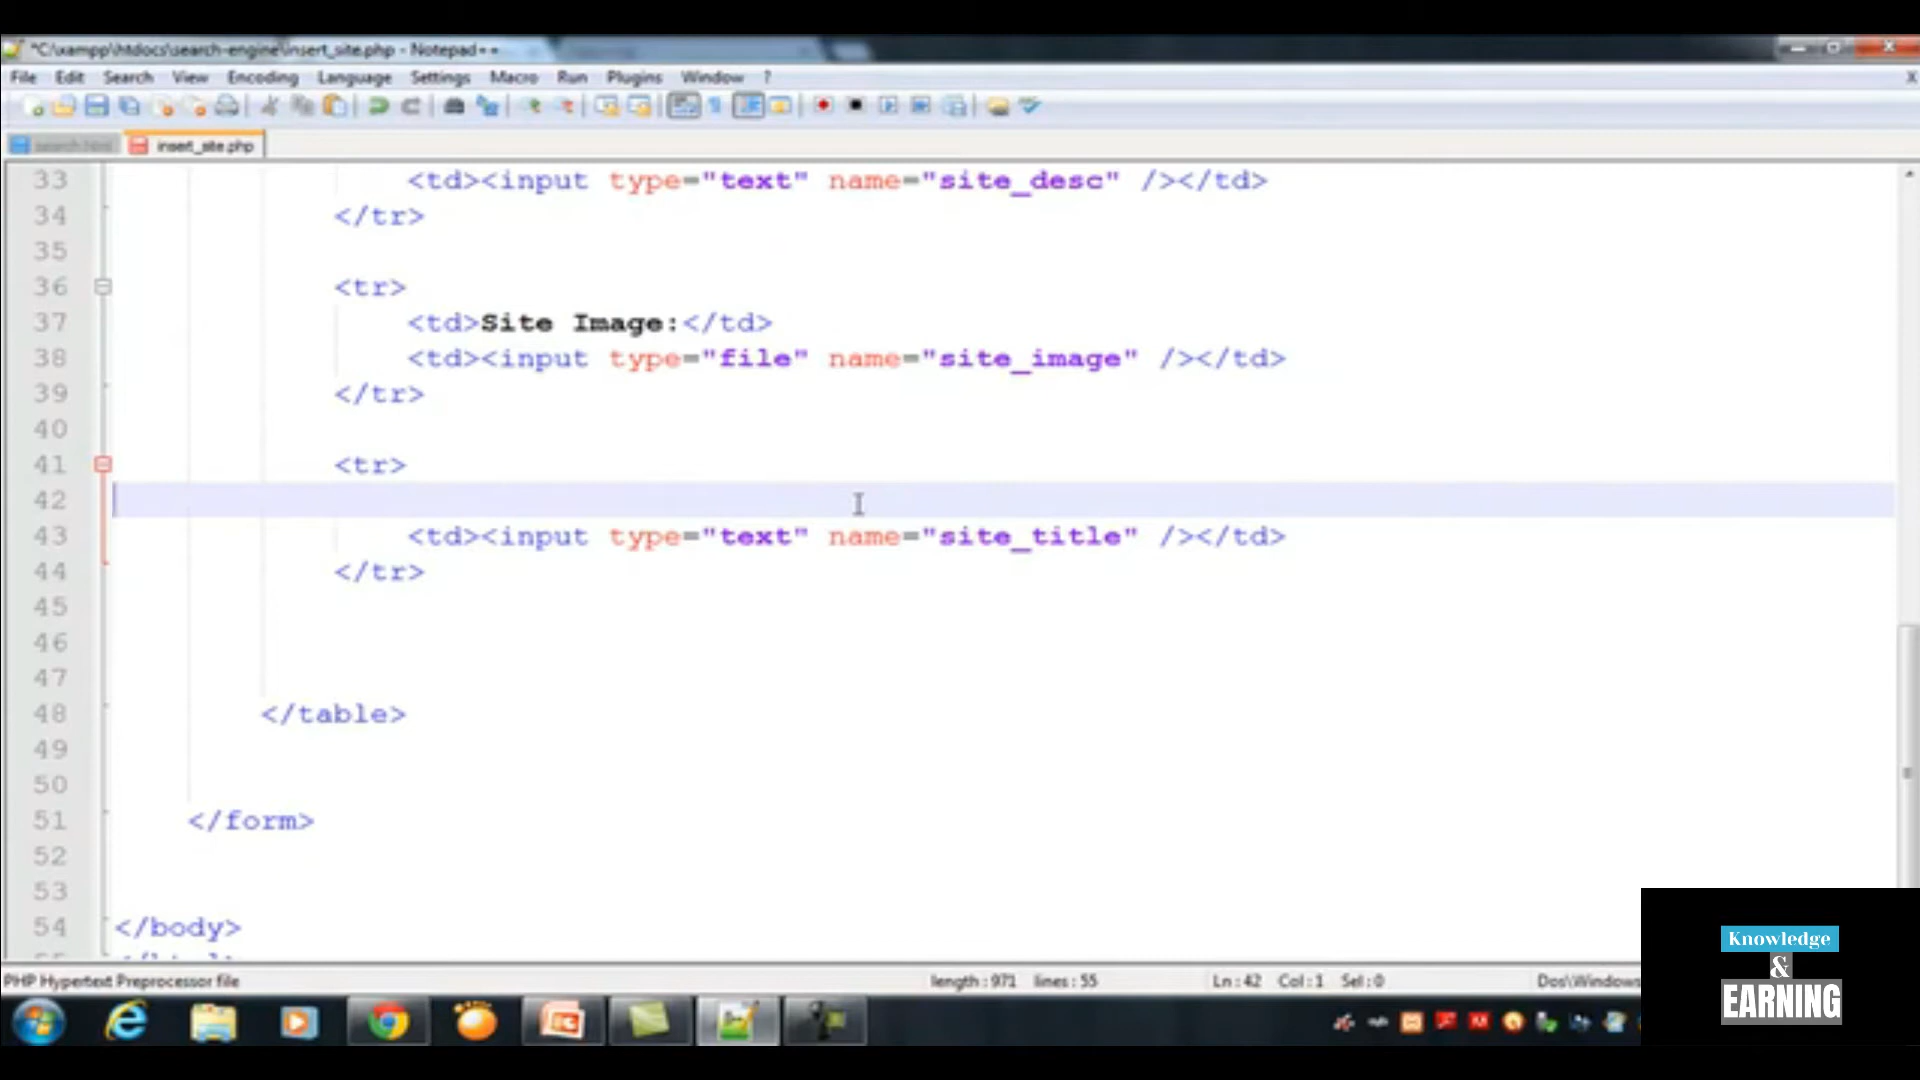 *C:\xampp\htdocs\search-engine\insert_site.php - Notepad++
File Edit Search View Encoding Language Settings Macro Run Plugins Window ? X
search.html insert_site.php
33 <td><input type="text" name="site_desc" /></td>
34 </tr>
35
36 <tr>
37 <td>Site Image:</td>
38 <td><input type="file" name="site_image" /></td>
39 </tr>
40
41 <tr>
42
43 <td><input type="text" name="site_title" /></td>
44 </tr>
45
46
47
48 </table>
49
50
51 </form>
52
53
54 </body>
PHP Hypertext Preprocessor file length : 971 lines : 55 Ln : 42 Col : 1 Sel : 0 Dos\Windows
Knowledge
&
EARNING